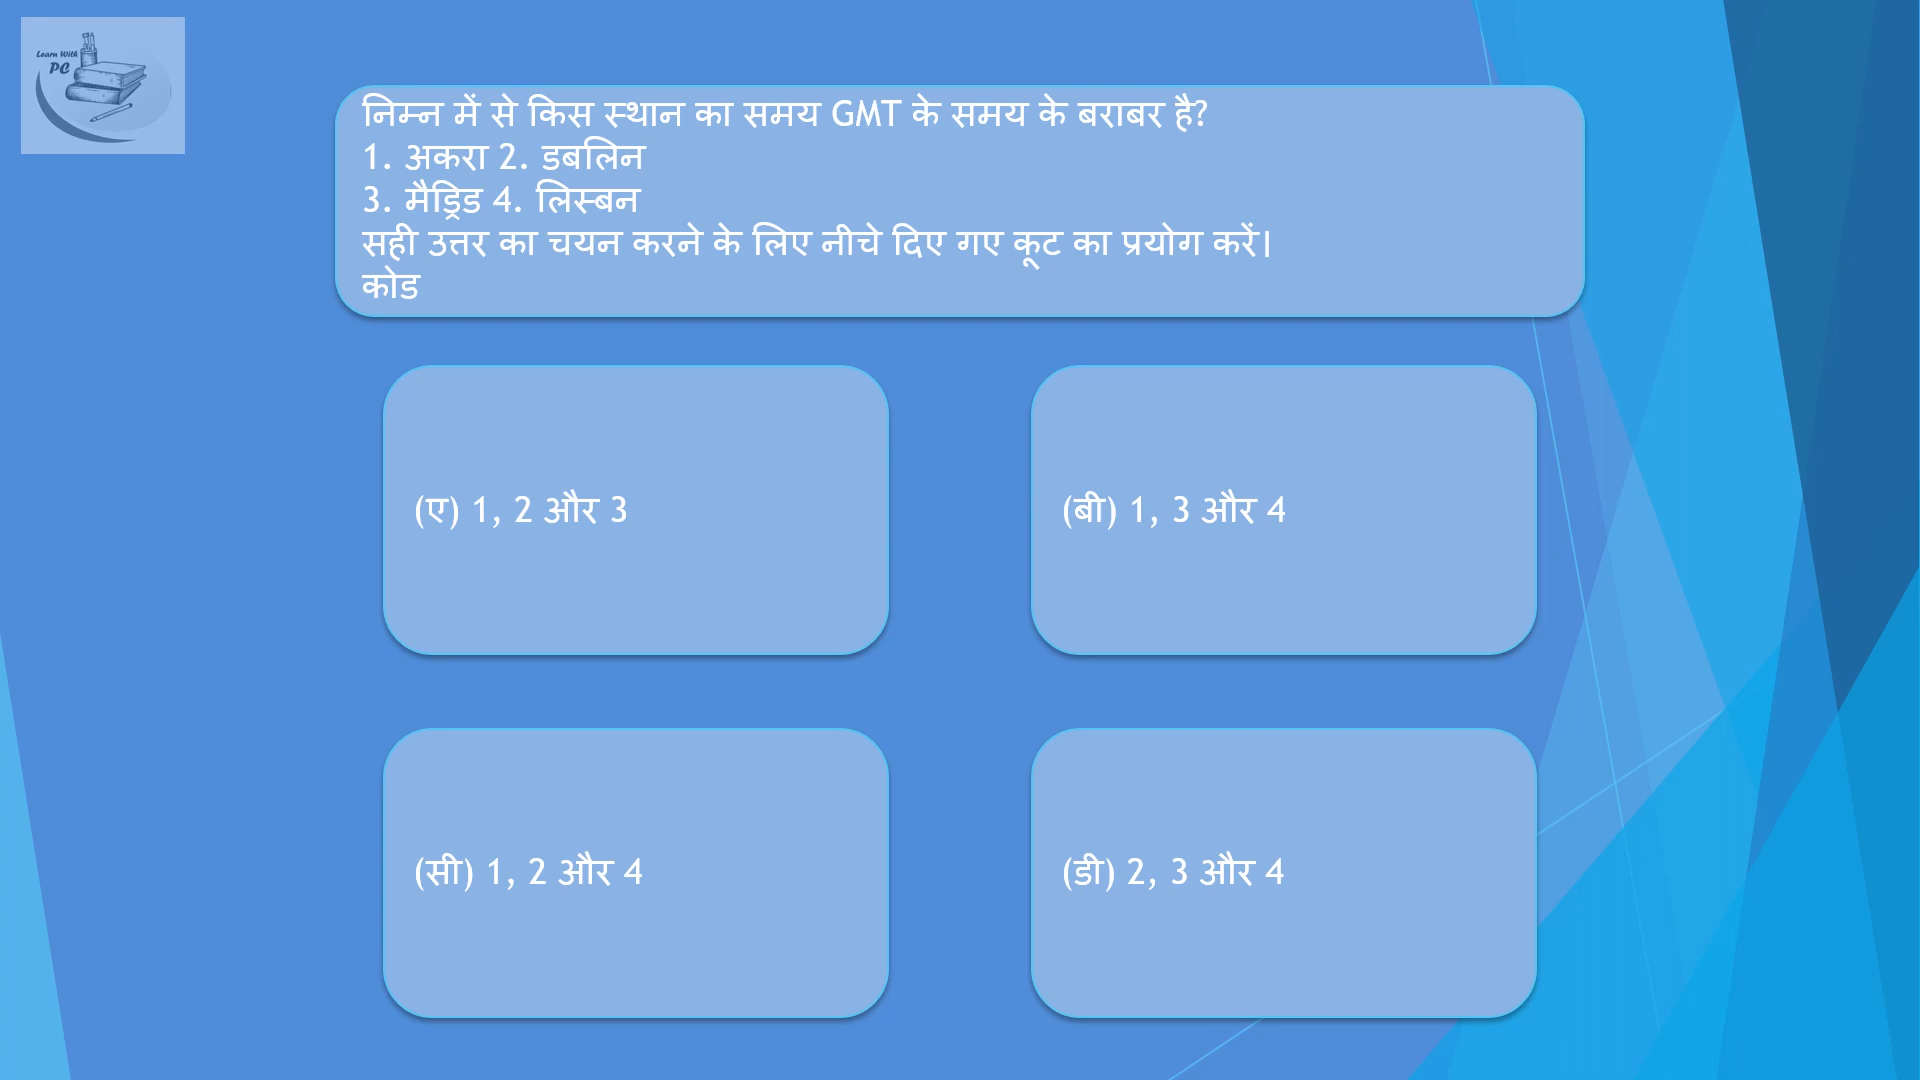 Learn With
PC
निम्न में से किस स्थान का समय GMT के समय के बराबर है?
1. अकरा 2. डबलिन
3. मैड्रिड 4. लिस्बन
सही उत्तर का चयन करने के लिए नीचे दिए गए कूट का प्रयोग करें।
कोड
(ए) 1, 2 और 3
(बी) 1, 3 और 4
(सी) 1, 2 और 4
(डी) 2, 3 और 4